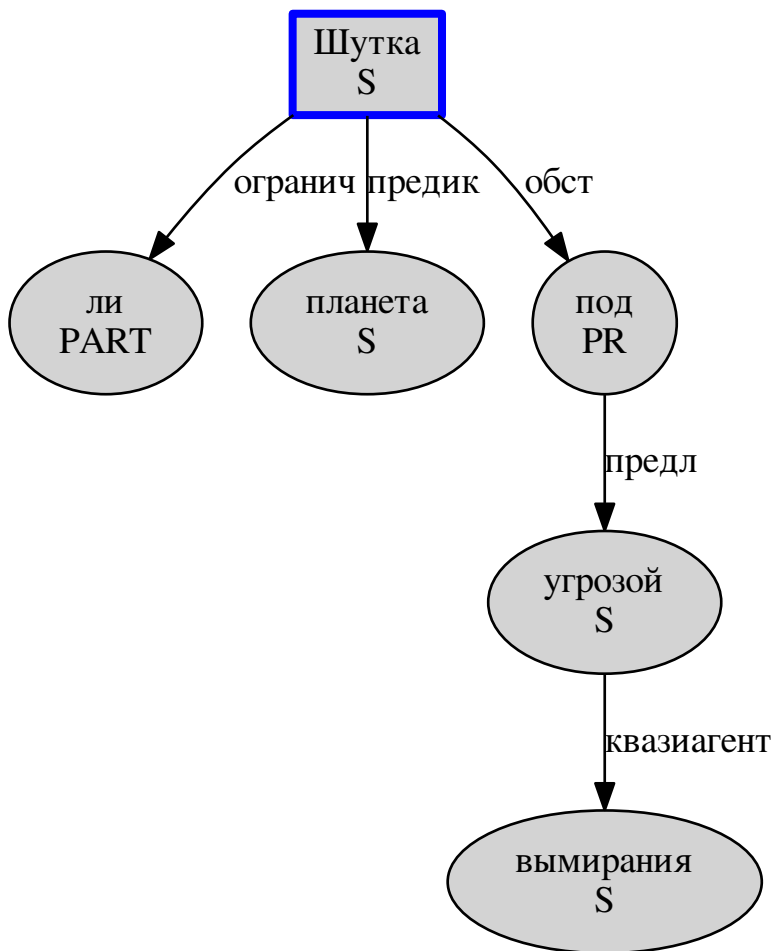 Шутка
S
огранич предик обст
ли
PART
планета
S
под
PR
предл
угрозой
S
квазиагент
вымирания
S